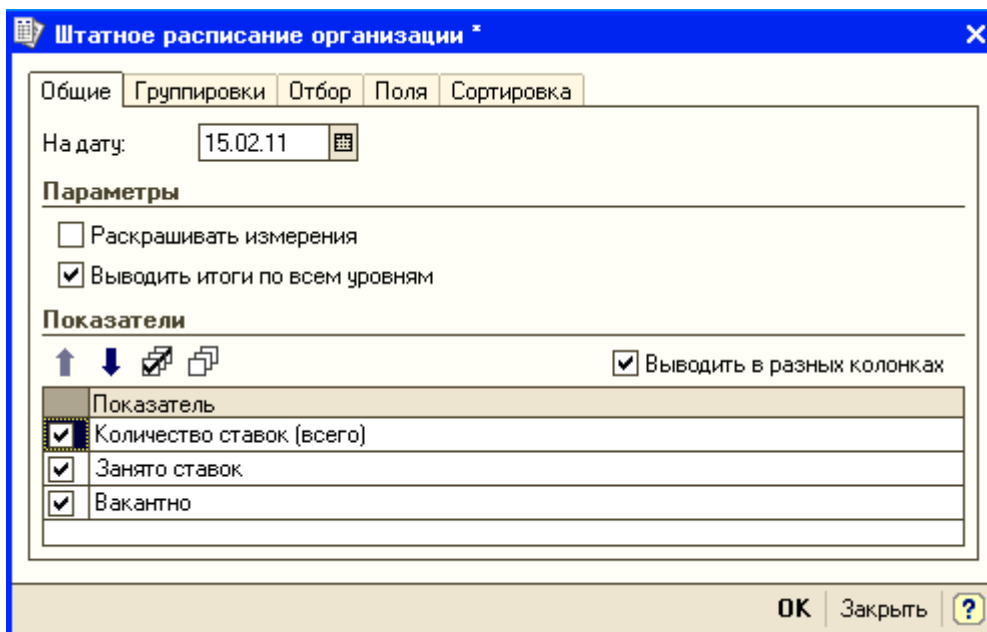 Штатное расписание организации *
Общие Группировки Отбор Поля Сортировка
На дату: 15.02.11
Параметры
Раскрашивать измерения
Выводить итоги по всем уровням
Показатели
Выводить в разных колонках
Показатель
Количество ставок (всего)
Занято ставок
Вакантно
OK Закрыть ?